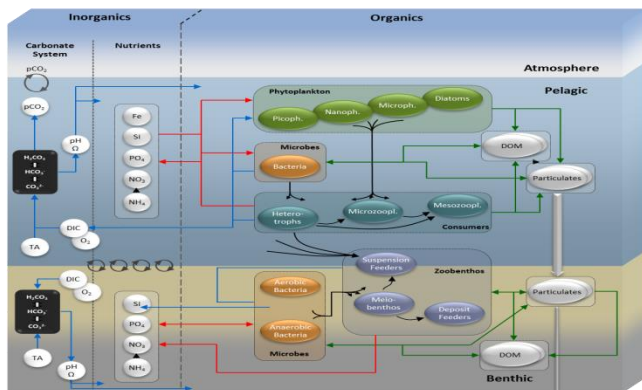 Inorganics
Organics
Carbonate
System
Nutrients
Atmosphere
Pelagic
pCO₂
pCO₂
pH
Ω
H₂CO₃
HCO₃⁻
CO₃²⁻
TA
DIC
O₂
Fe
SI
PO₄
NO₃
NH₄
Phytoplankton
Picoph.
Nanoph.
Microph.
Diatoms
Microbes
Bacteria
Hetero-
trophs
Microzoopl.
Mesozoopl.
Consumers
DOM
Particulates
DIC
O₂
H₂CO₃
HCO₃⁻
CO₃²⁻
TA
pH
Ω
SI
PO₄
NO₃
NH₄
Aerobic
Bacteria
Anaerobic
Bacteria
Microbes
Suspension
Feeders
Zoobenthos
Meio-
benthos
Deposit
Feeders
Particulates
DOM
Benthic